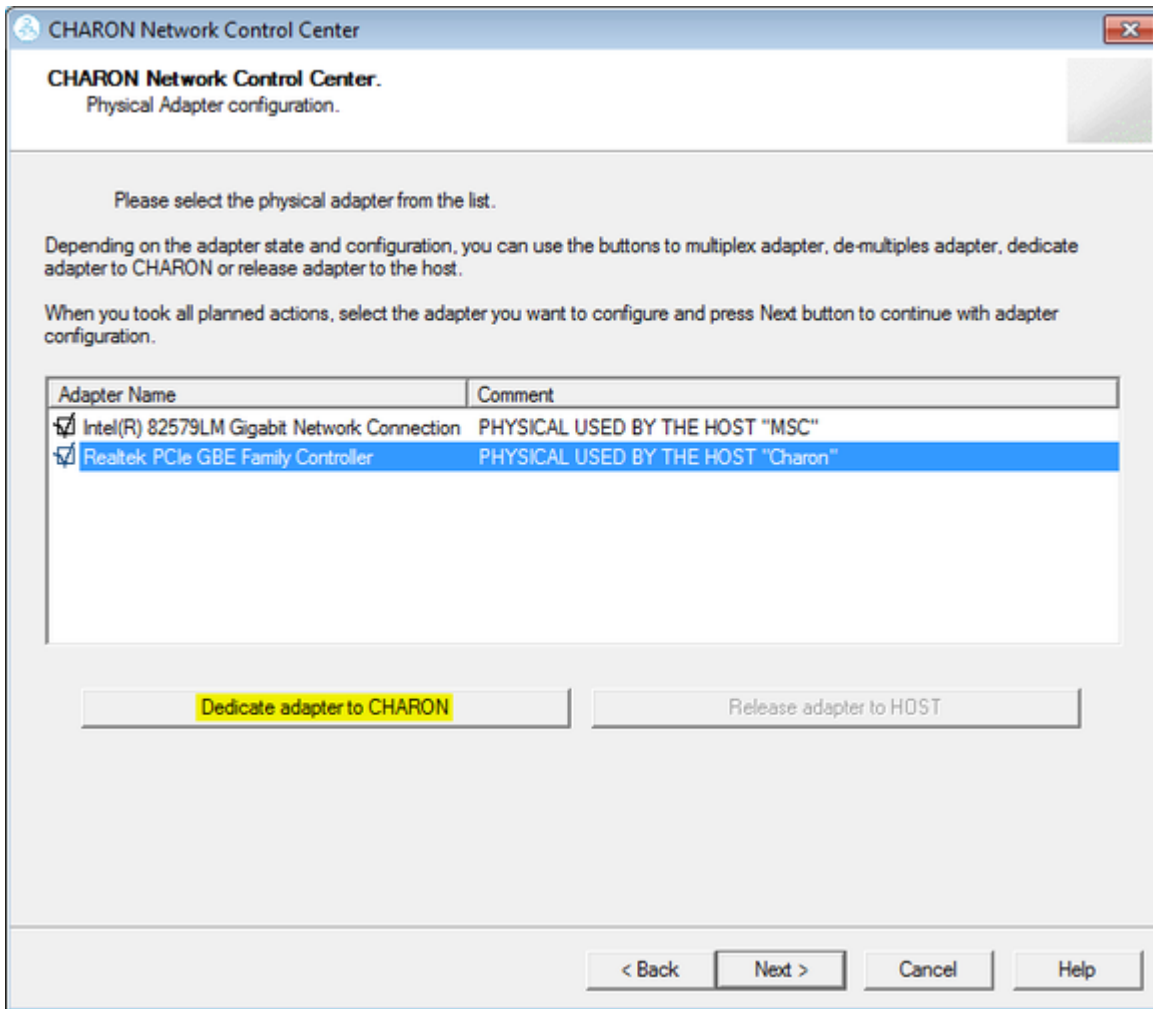 CHARON Network Control Center
CHARON Network Control Center.
Physical Adapter configuration.
Please select the physical adapter from the list.
Depending on the adapter state and configuration, you can use the buttons to multiplex adapter, de-multiples adapter, dedicate
adapter to CHARON or release adapter to the host.
When you took all planned actions, select the adapter you want to configure and press Next button to continue with adapter
configuration.
Adapter Name Comment
Intel(R) 82579LM Gigabit Network Connection PHYSICAL USED BY THE HOST "MSC"
Realtek PCIe GBE Family Controller PHYSICAL USED BY THE HOST "Charon"
Dedicate adapter to CHARON Release adapter to HOST
< Back Next > Cancel Help